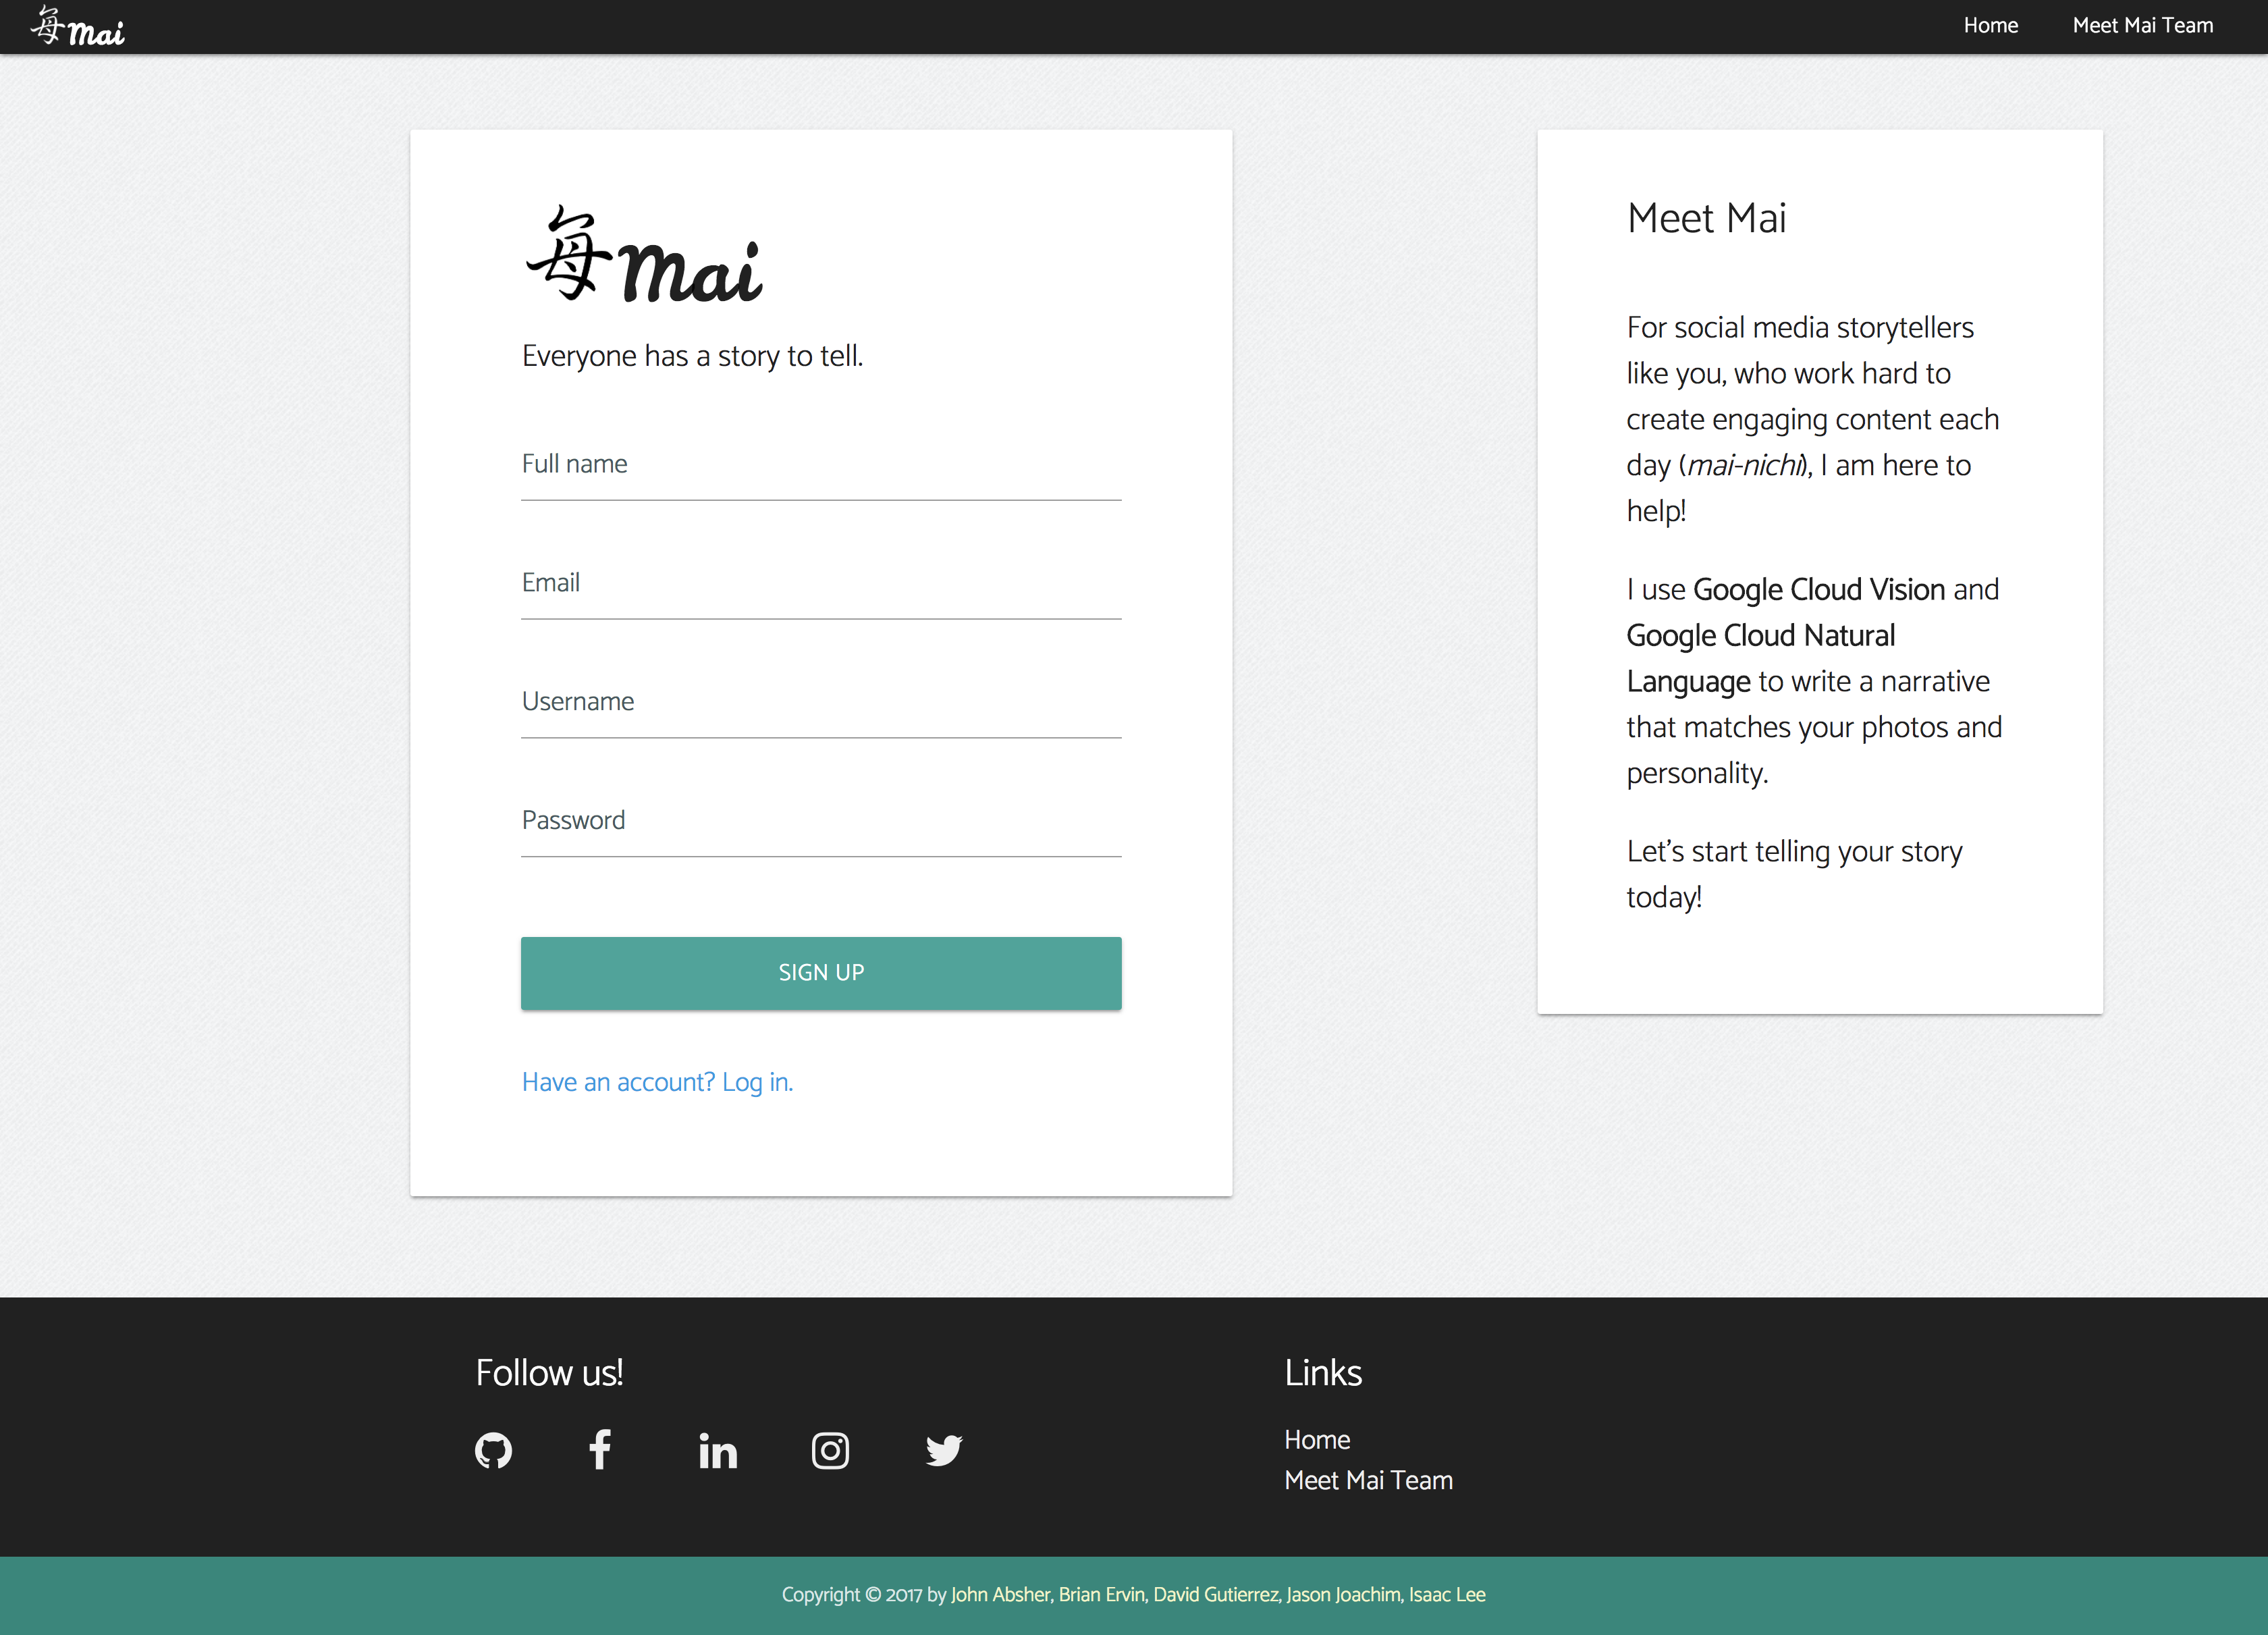 毎mai
Home
Meet Mai Team
毎mai
Everyone has a story to tell.
Full name
Email
Username
Password
SIGN UP
Have an account? Log in.
Meet Mai
For social media storytellers
like you, who work hard to
create engaging content each
day (mai-nichi), I am here to
help!
I use Google Cloud Vision and
Google Cloud Natural
Language to write a narrative
that matches your photos and
personality.
Let's start telling your story
today!
Follow us!
Links
Home
Meet Mai Team
Copyright © 2017 by John Absher, Brian Ervin, David Gutierrez, Jason Joachim, Isaac Lee